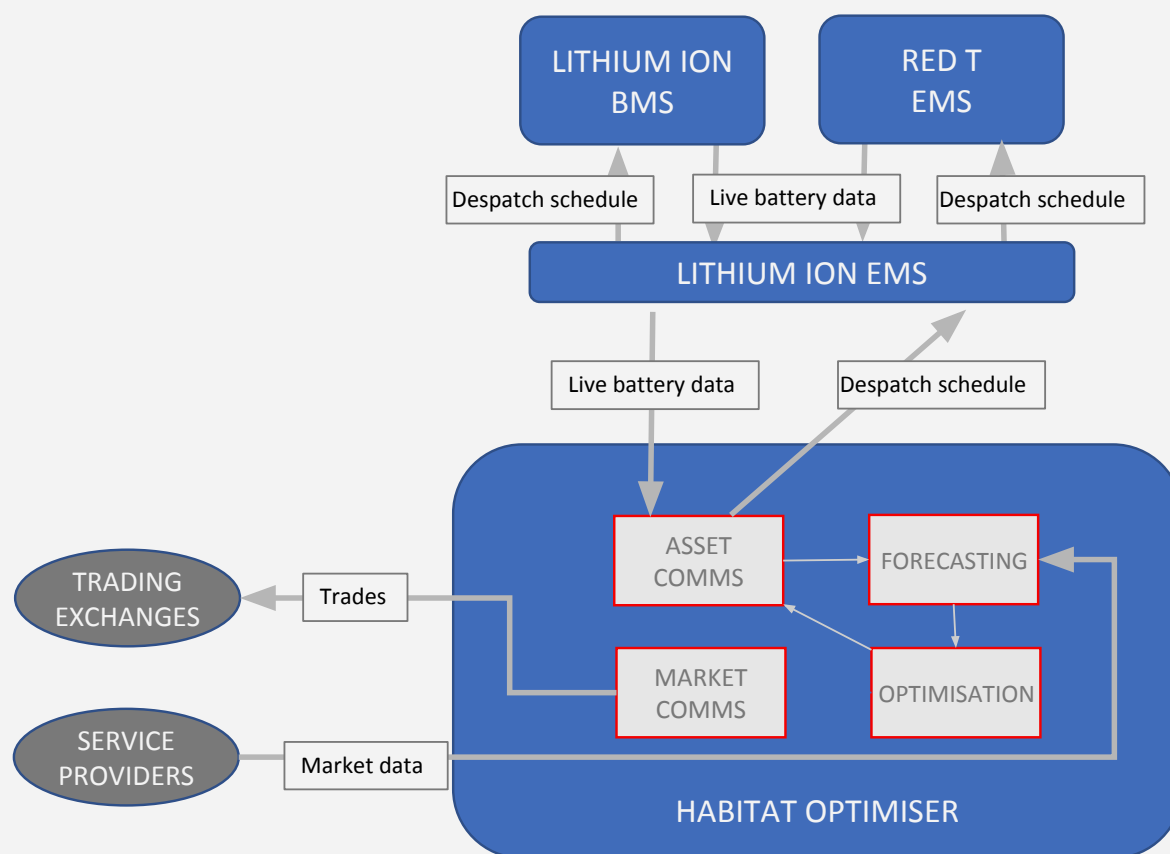 LITHIUM ION
BMS
RED T
EMS
Despatch schedule
Live battery data
Despatch schedule
LITHIUM ION EMS
Live battery data
Despatch schedule
ASSET
COMMS
FORECASTING
TRADING
EXCHANGES
Trades
MARKET
COMMS
OPTIMISATION
SERVICE
PROVIDERS
Market data
HABITAT OPTIMISER